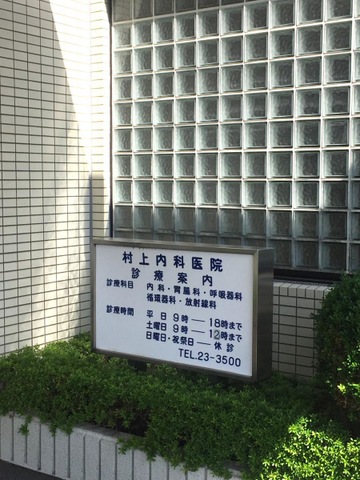 村上内科医院
診療案内
診療科目 内科・胃腸科・呼吸器科
循環器科・放射線科
診療時間 平日 9時 — 18時まで
土曜日 9時 — 12時まで
日曜日・祝祭日 — 休診
TEL.23-3500